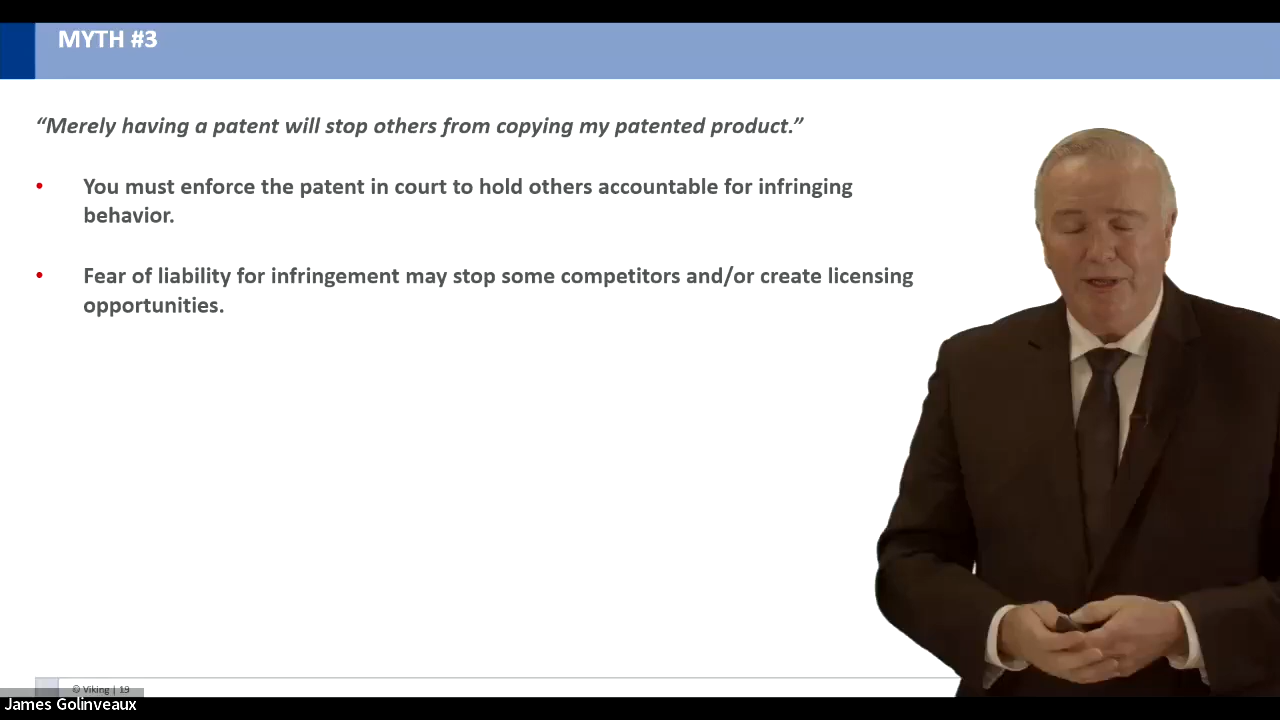 MYTH #3
“Merely having a patent will stop others from copying my patented product.”
• You must enforce the patent in court to hold others accountable for infringing
behavior.
• Fear of liability for infringement may stop some competitors and/or create licensing
opportunities.
© Viking | 19
James Golinveaux